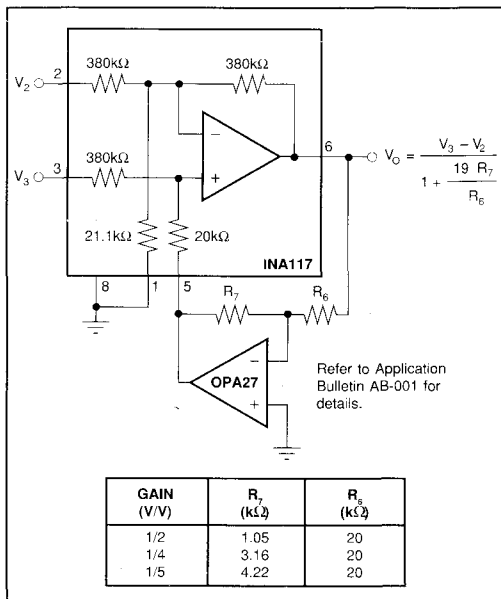 380kΩ
380kΩ
V2
2
6
VO = V3 − V2
1 + 19 R7
R6
V3
3
380kΩ
−
+
21.1kΩ
20kΩ
INA117
8
1
5
R7
R6
−
OPA27
+
Refer to Application
Bulletin AB-001 for
details.
GAIN
(V/V)
R7
(kΩ)
R6
(kΩ)
1/2 1.05 20
1/4 3.16 20
1/5 4.22 20